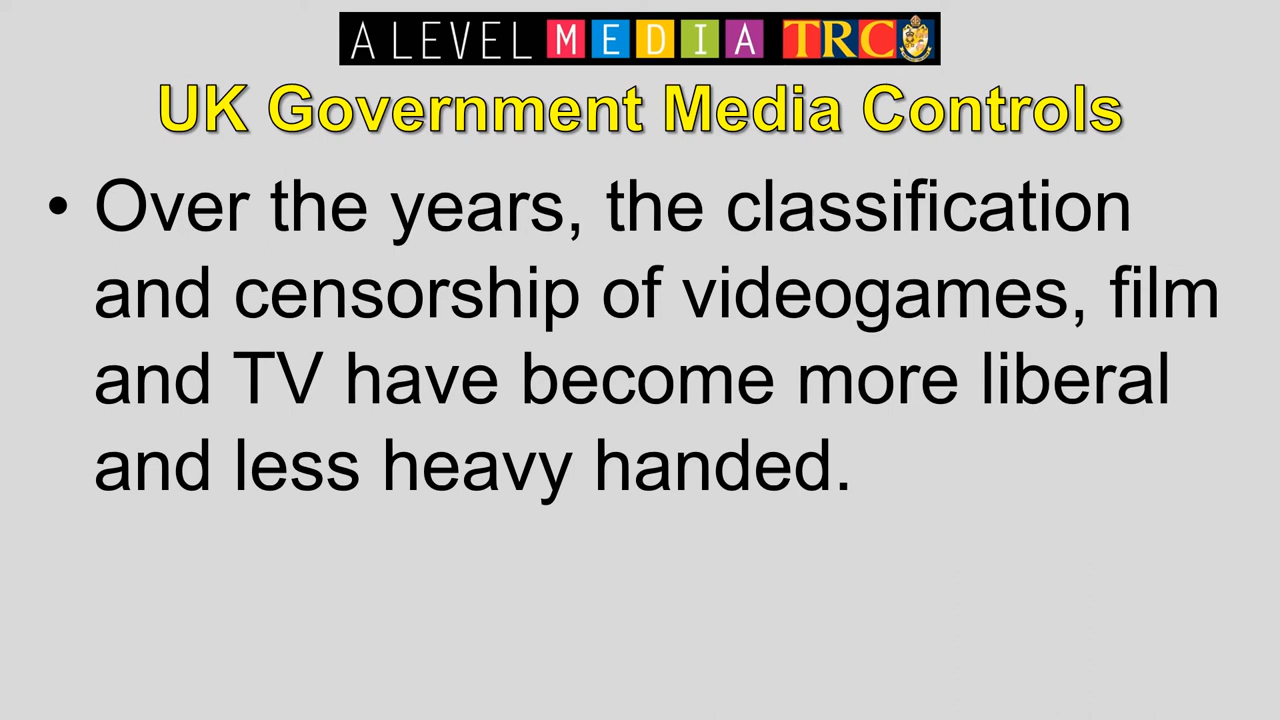 A LEVEL MEDIA TRC
UK Government Media Controls
• Over the years, the classification
and censorship of videogames, film
and TV have become more liberal
and less heavy handed.